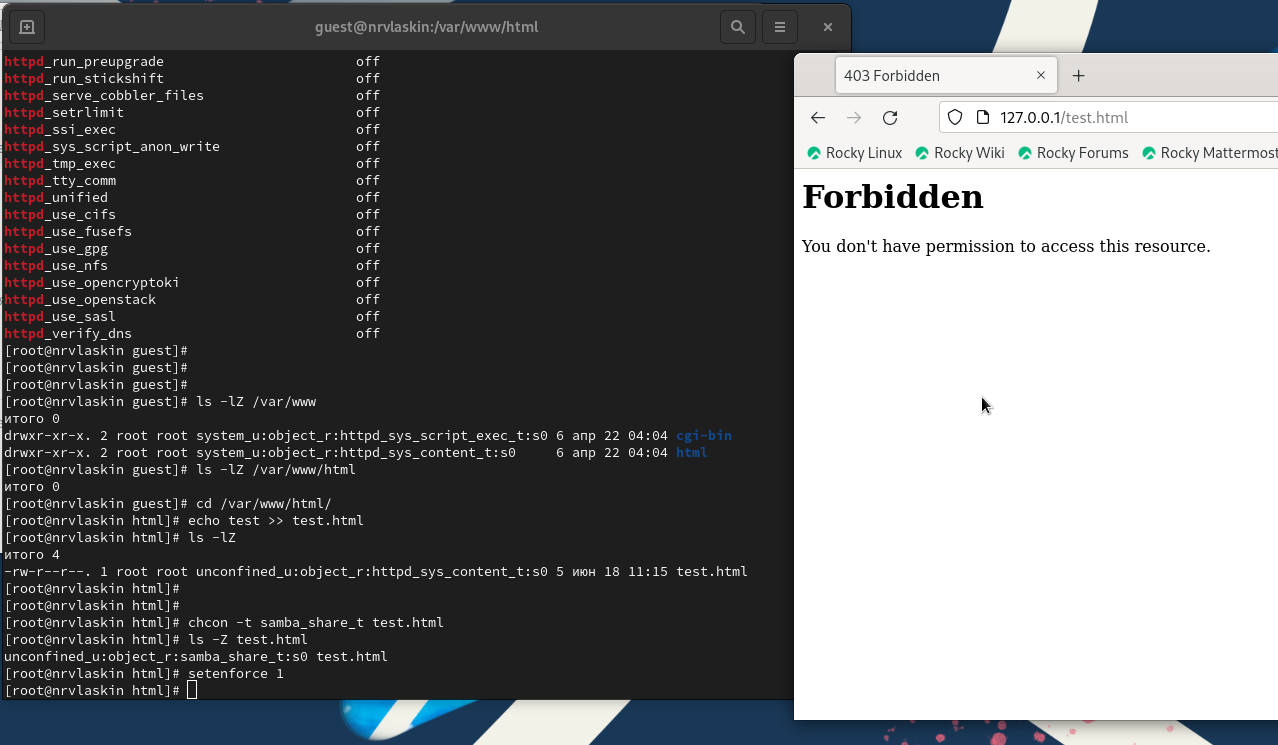 guest@nrvlaskin:/var/www/html
httpd_run_preupgrade off
httpd_run_stickshift off
httpd_serve_cobbler_files off
httpd_setrlimit off
httpd_ssi_exec off
httpd_sys_script_anon_write off
httpd_tmp_exec off
httpd_tty_comm off
httpd_unified off
httpd_use_cifs off
httpd_use_fusefs off
httpd_use_gpg off
httpd_use_nfs off
httpd_use_opencryptoki off
httpd_use_openstack off
httpd_use_sasl off
httpd_verify_dns off
[root@nrvlaskin guest]#
[root@nrvlaskin guest]#
[root@nrvlaskin guest]#
[root@nrvlaskin guest]# ls -lZ /var/www
итого 0
drwxr-xr-x. 2 root root system_u:object_r:httpd_sys_script_exec_t:s0 6 апр 22 04:04 cgi-bin
drwxr-xr-x. 2 root root system_u:object_r:httpd_sys_content_t:s0 6 апр 22 04:04 html
[root@nrvlaskin guest]# ls -lZ /var/www/html
итого 0
[root@nrvlaskin guest]# cd /var/www/html/
[root@nrvlaskin html]# echo test >> test.html
[root@nrvlaskin html]# ls -lZ
итого 4
-rw-r--r--. 1 root root unconfined_u:object_r:httpd_sys_content_t:s0 5 июн 18 11:15 test.html
[root@nrvlaskin html]#
[root@nrvlaskin html]#
[root@nrvlaskin html]# chcon -t samba_share_t test.html
[root@nrvlaskin html]# ls -Z test.html
unconfined_u:object_r:samba_share_t:s0 test.html
[root@nrvlaskin html]# setenforce 1
[root@nrvlaskin html]#
403 Forbidden
127.0.0.1/test.html
Rocky Linux Rocky Wiki Rocky Forums Rocky Mattermost
Forbidden
You don't have permission to access this resource.